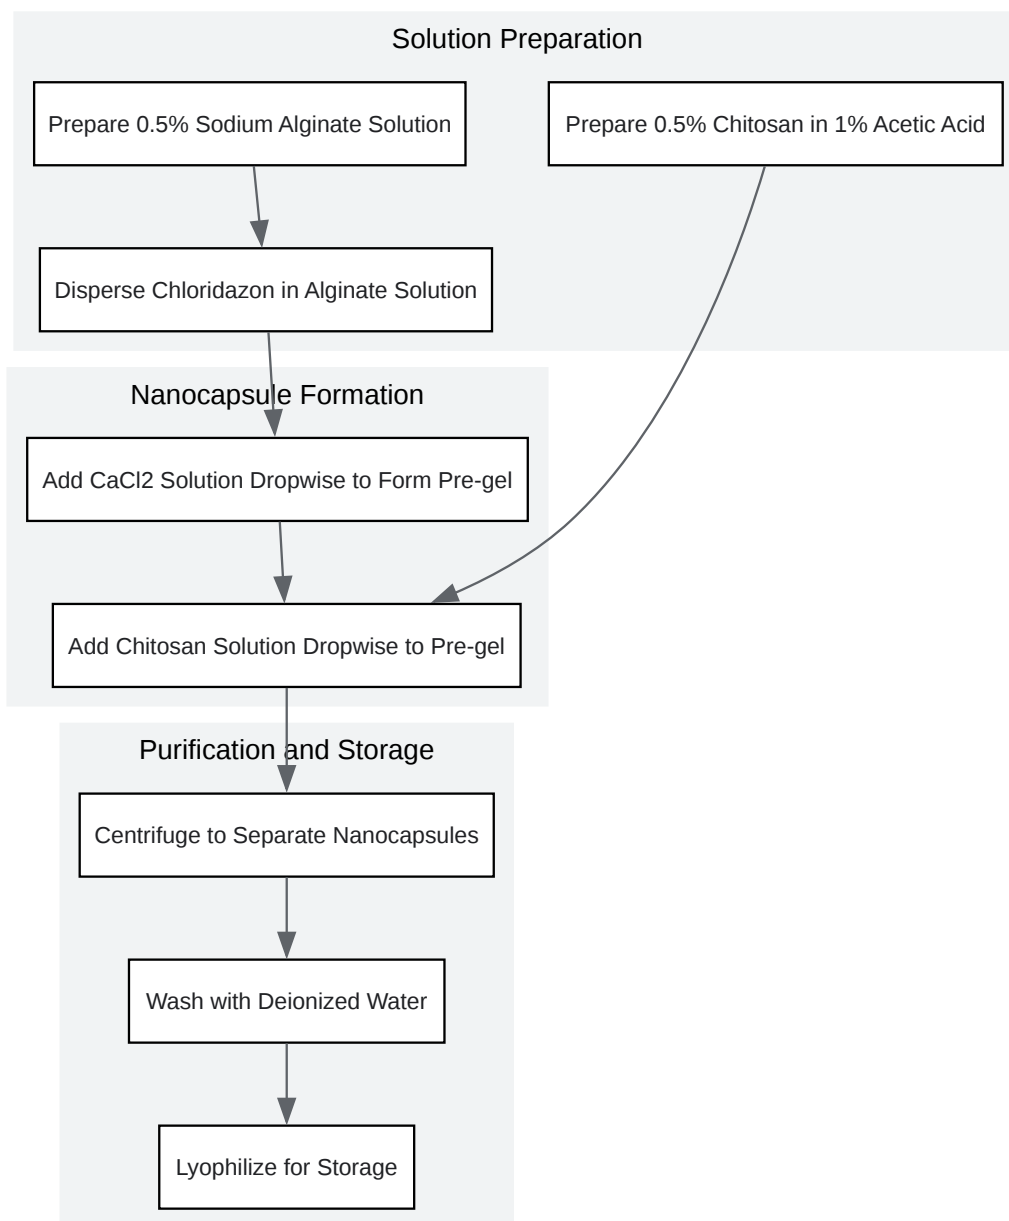 Solution Preparation
Prepare 0.5% Sodium Alginate Solution
Prepare 0.5% Chitosan in 1% Acetic Acid
Disperse Chloridazon in Alginate Solution
Nanocapsule Formation
Add CaCl2 Solution Dropwise to Form Pre-gel
Add Chitosan Solution Dropwise to Pre-gel
Purification and Storage
Centrifuge to Separate Nanocapsules
Wash with Deionized Water
Lyophilize for Storage